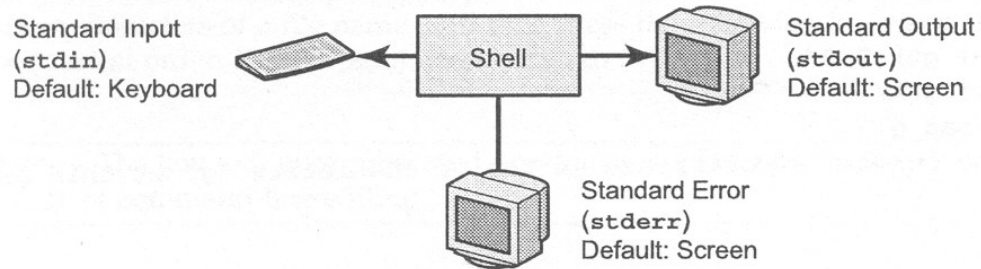 Standard Input
(stdin)
Default: Keyboard
Shell
Standard Output
(stdout)
Default: Screen
Standard Error
(stderr)
Default: Screen